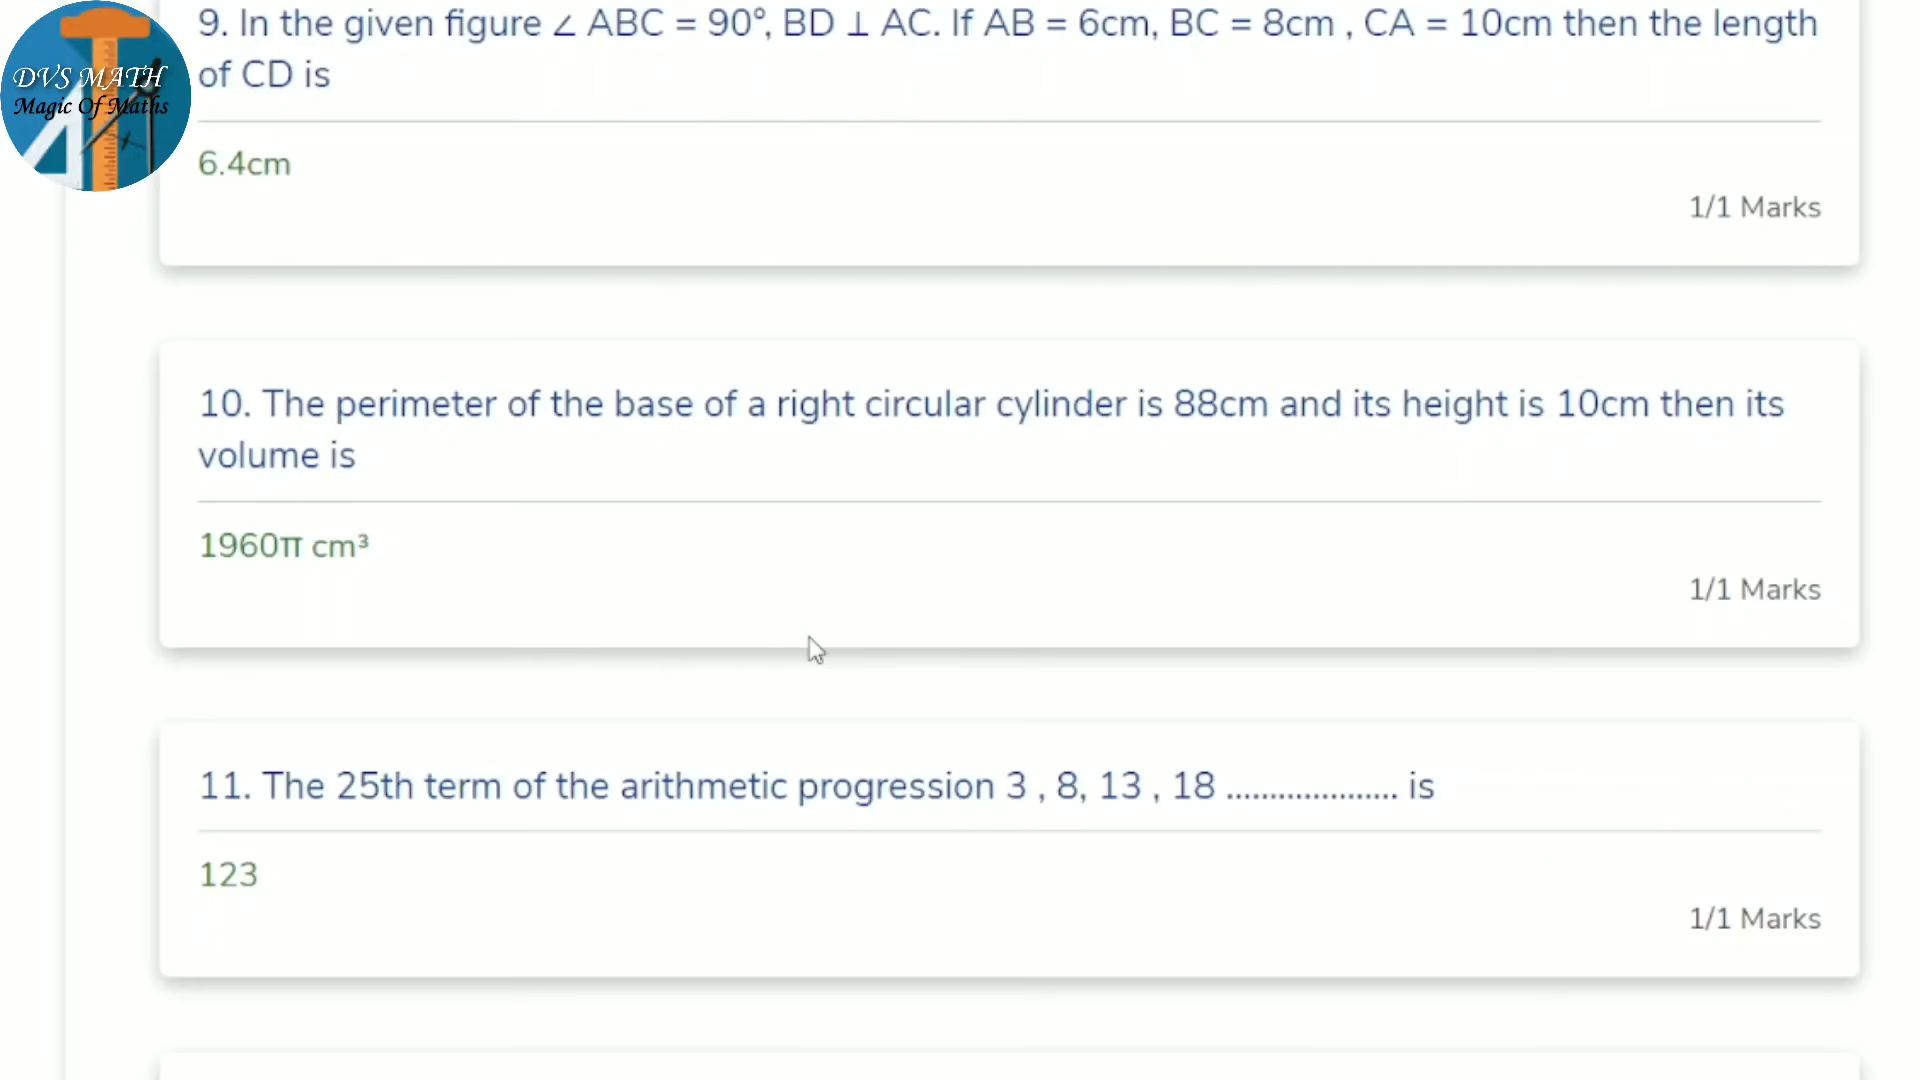 DVS MATH
Magic Of Maths
9. In the given figure ∠ ABC = 90°, BD ⊥ AC. If AB = 6cm, BC = 8cm , CA = 10cm then the length
of CD is
6.4cm
1/1 Marks
10. The perimeter of the base of a right circular cylinder is 88cm and its height is 10cm then its
volume is
1960π cm³
1/1 Marks
11. The 25th term of the arithmetic progression 3 , 8, 13 , 18 .................... is
123
1/1 Marks